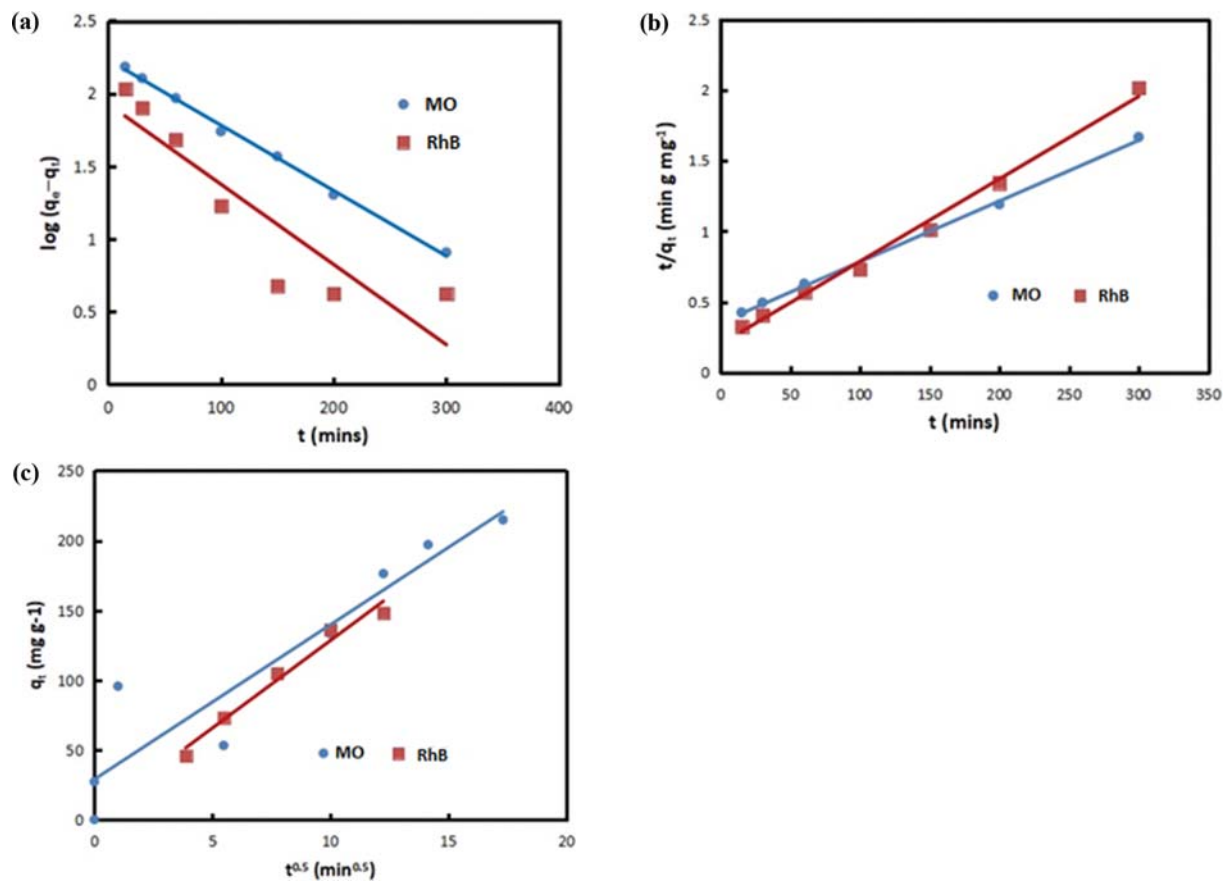 (a)
2.5
2
1.5
1
0.5
0
0 100 200 300 400
log (qₑ−qₜ)
t (mins)
MO
RhB
(b)
2.5
2
1.5
1
0.5
0
0 50 100 150 200 250 300 350
t/qₜ (min g mg⁻¹)
t (mins)
MO RhB
(c)
250
200
150
100
50
0
0 5 10 15 20
qₜ (mg g-1)
t⁰·⁵ (min⁰·⁵)
MO RhB